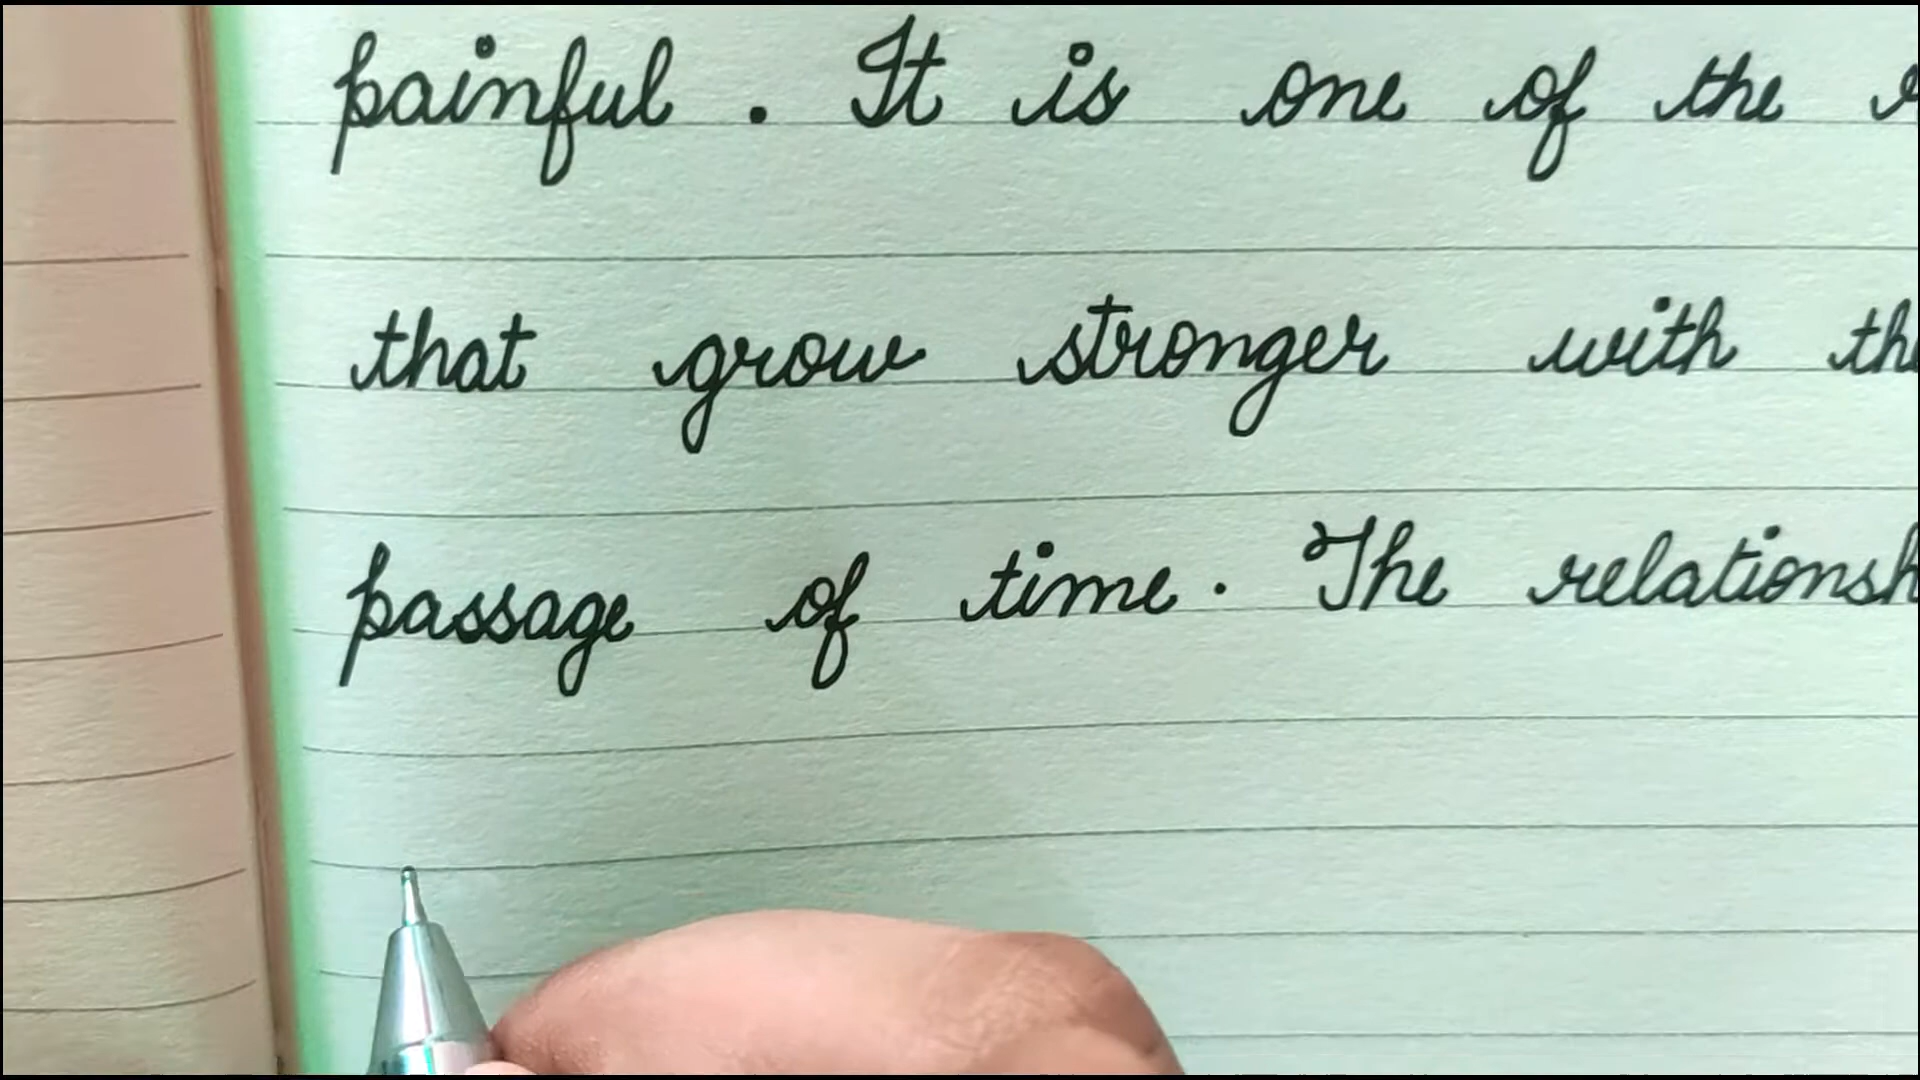 painful. It is one of the
that grow stronger with
passage of time. The